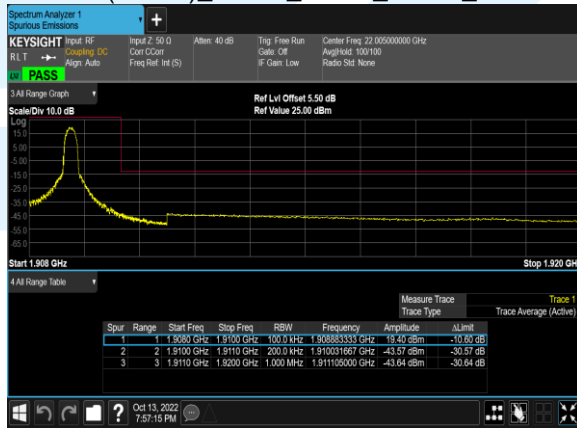 Spectrum Analyzer 1
Spurious Emissions
+
KEYSIGHT Input: RF Input Z: 50 Ω Atten: 40 dB Trig: Free Run Center Freq: 22.005000000 GHz
RLT Coupling: DC Corr CCorr Gate: Off Avg|Hold: 100/100
Align: Auto Freq Ref: Int (S) IF Gain: Low Radio Std: None
LW PASS
3 All Range Graph
Scale/Div 10.0 dB Ref Lvl Offset 5.50 dB
Ref Value 25.00 dBm
Log
15.0
5.00
-5.00
-15.0
-25.0
-35.0
-45.0
-55.0
-65.0
Start 1.908 GHz Stop 1.920 GH
4 All Range Table
Measure Trace Trace 1
Trace Type Trace Average (Active)
Spur Range Start Freq Stop Freq RBW Frequency Amplitude ΔLimit
1 1 1.9080 GHz 1.9100 GHz 100.0 kHz 1.908883333 GHz 19.40 dBm -10.60 dB
2 2 1.9100 GHz 1.9110 GHz 200.0 kHz 1.910031667 GHz -43.57 dBm -30.57 dB
3 3 1.9110 GHz 1.9200 GHz 1.000 MHz 1.911105000 GHz -43.64 dBm -30.64 dB
? Oct 13, 2022
7:57:15 PM